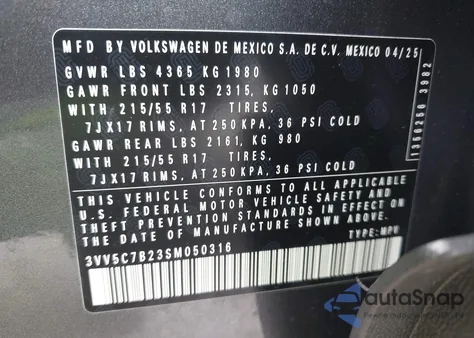 MFD BY VOLKSWAGEN DE MEXICO S.A. DE C.V. MEXICO 04/25
GVWR LBS 4365 KG 1980
GAWR FRONT LBS 2315, KG 1050
WITH 215/55 R17 TIRES,
7JX17 RIMS, AT 250 KPA, 36 PSI COLD
GAWR REAR LBS 2161, KG 980
WITH 215/55 R17 TIRES,
7JX17 RIMS, AT 250 KPA, 36 PSI COLD
THIS VEHICLE CONFORMS TO ALL APPLICABLE
U.S. FEDERAL MOTOR VEHICLE SAFETY AND
THEFT PREVENTION STANDARDS IN EFFECT ON
THE DATE OF MANUFACTURE SHOWN ABOVE.
3VV5C7B23SM050316
TYPE: MPV
1366256 3982
autaSnap